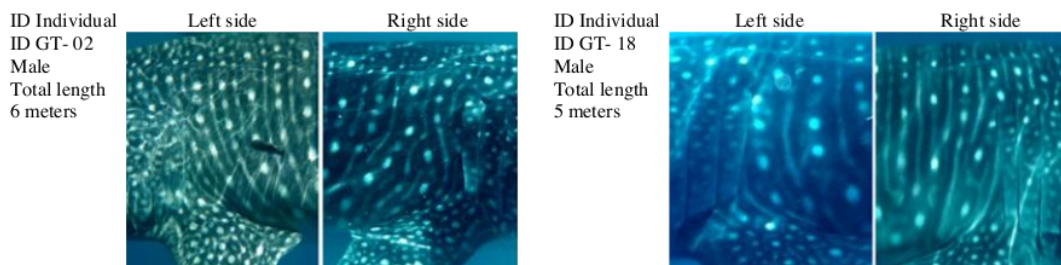 ID Individual
ID GT- 02
Male
Total length
6 meters
Left side
Right side
ID Individual
ID GT- 18
Male
Total length
5 meters
Left side
Right side